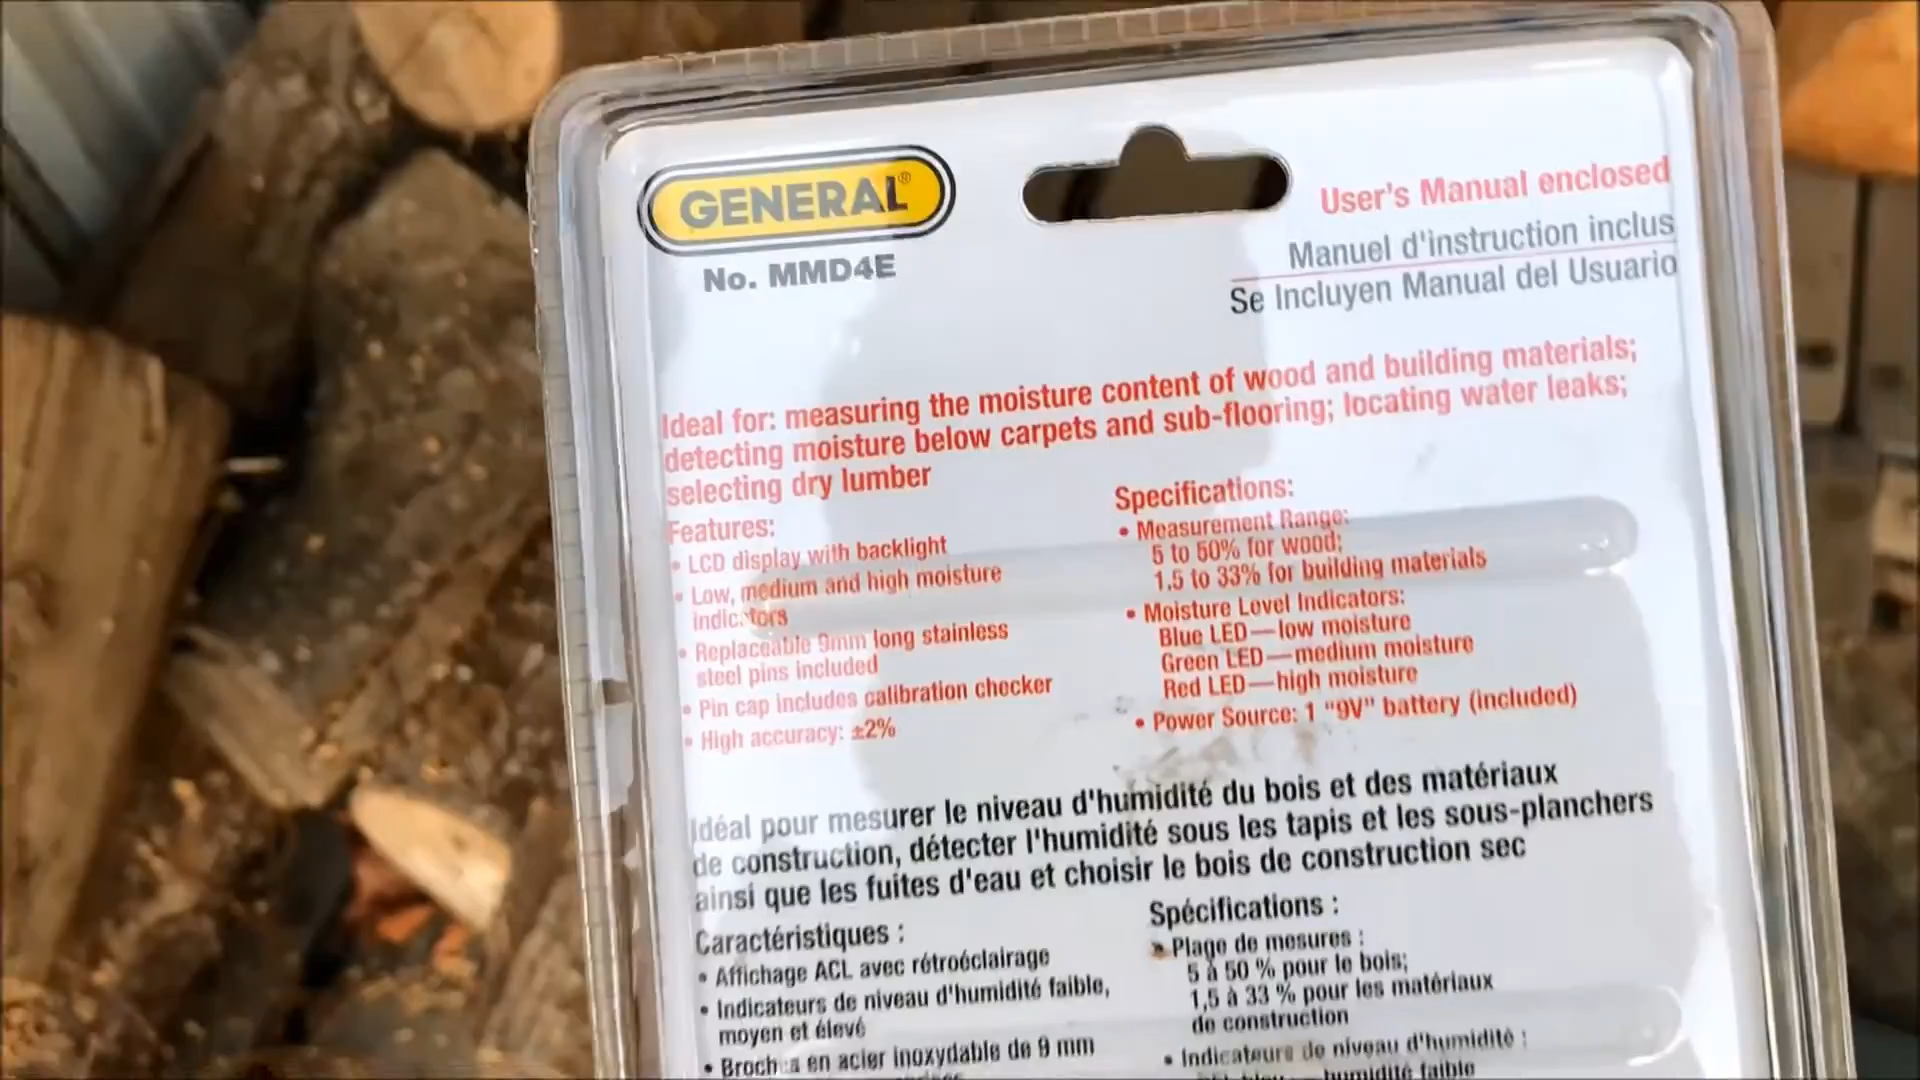 GENERAL®
No. MMD4E
User's Manual enclosed
Manuel d'instruction inclus
Se Incluyen Manual del Usuario
Ideal for: measuring the moisture content of wood and building materials;
detecting moisture below carpets and sub-flooring; locating water leaks;
selecting dry lumber
Features:
• LCD display with backlight
• Low, medium and high moisture
indicators
• Replaceable 9mm long stainless
steel pins included
• Pin cap includes calibration checker
• High accuracy: ±2%
Specifications:
• Measurement Range:
5 to 50% for wood;
1.5 to 33% for building materials
• Moisture Level Indicators:
Blue LED—low moisture
Green LED—medium moisture
Red LED—high moisture
• Power Source: 1 "9V" battery (included)
Idéal pour mesurer le niveau d'humidité du bois et des matériaux
de construction, détecter l'humidité sous les tapis et les sous-planchers
ainsi que les fuites d'eau et choisir le bois de construction sec
Caractéristiques :
• Affichage ACL avec rétroéclairage
• Indicateurs de niveau d'humidité faible,
moyen et élevé
• Broches en acier inoxydable de 9 mm
Spécifications :
• Plage de mesures :
5 à 50 % pour le bois;
1,5 à 33 % pour les matériaux
de construction
• Indicateurs de niveau d'humidité :
humidité faible